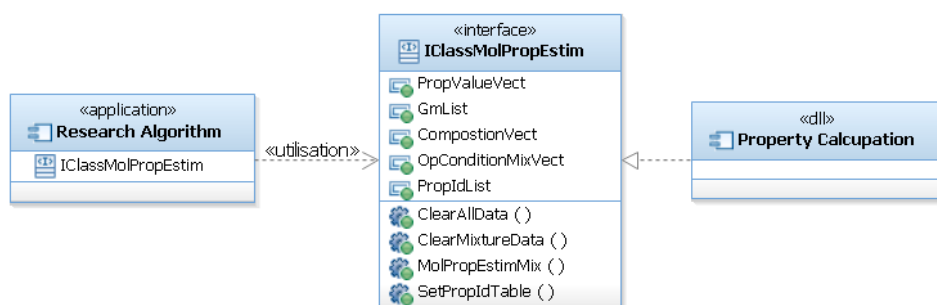 «application»
Research Algorithm
IClassMolPropEstim
«utilisation»
«interface»
IClassMolPropEstim
PropValueVect
GmList
CompostionVect
OpConditionMixVect
PropIdList
ClearAllData ( )
ClearMixtureData ( )
MolPropEstimMix ( )
SetPropIdTable ( )
«dll»
Property Calcupation